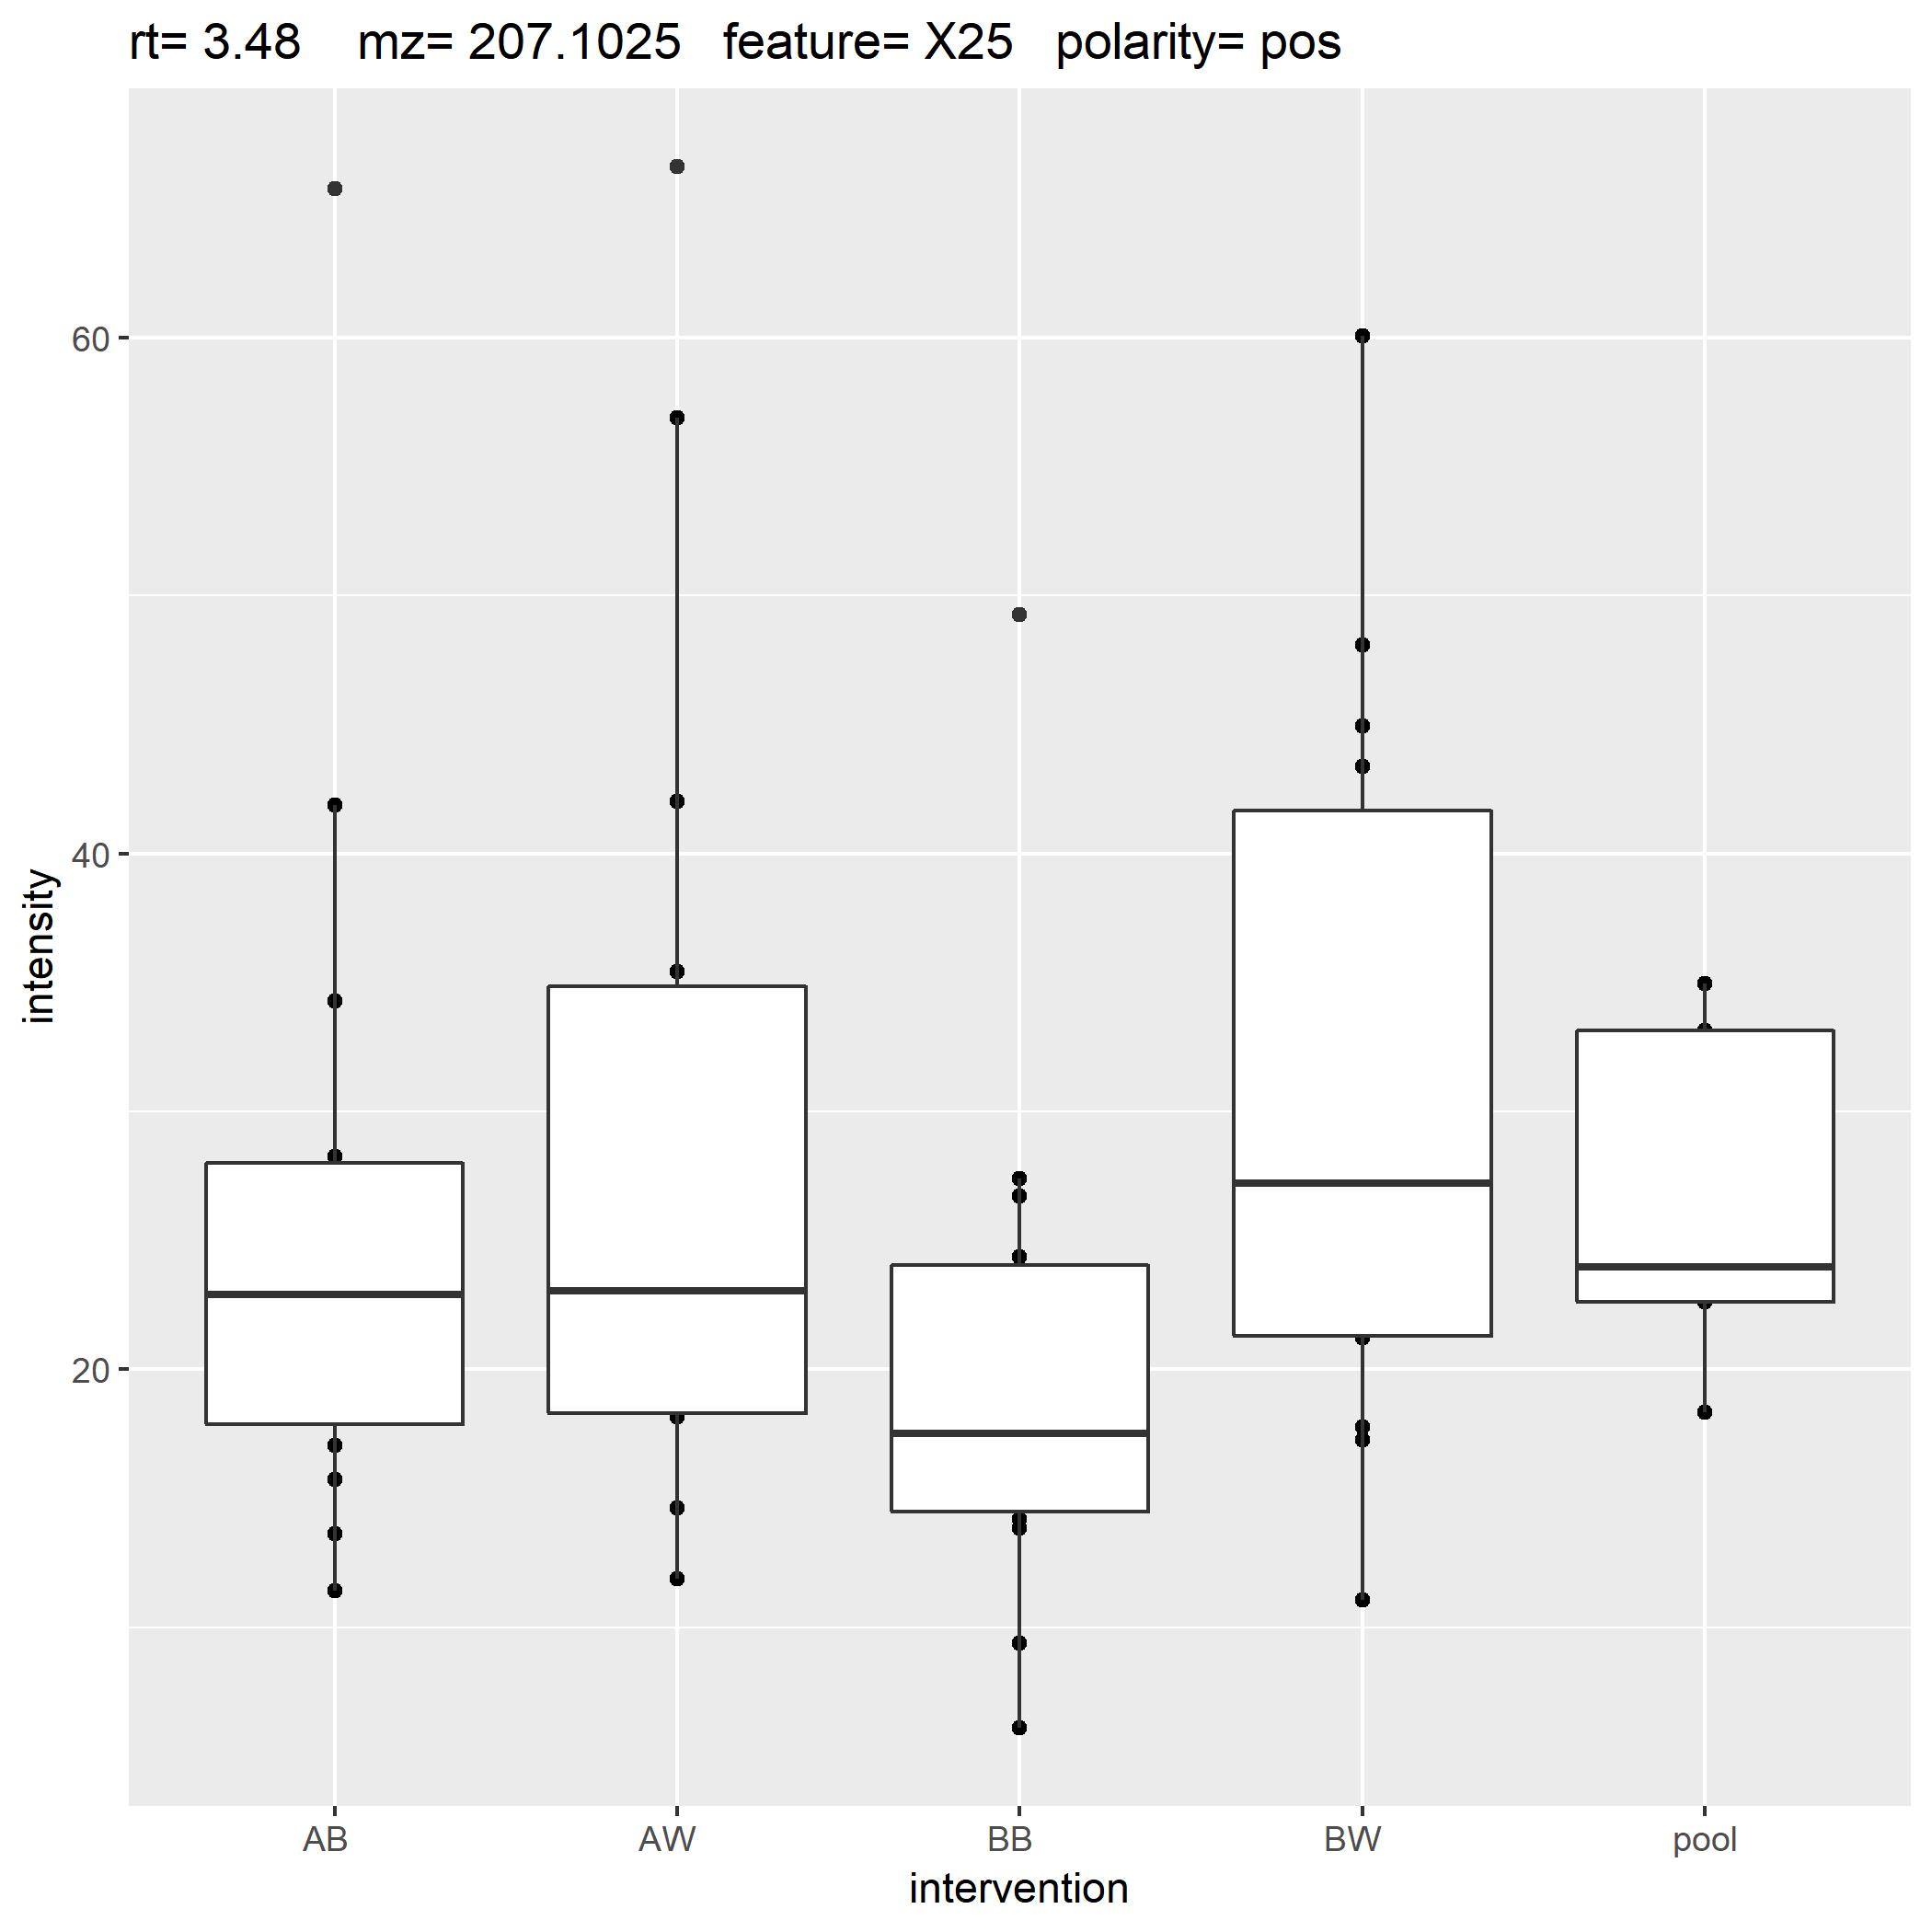 rt= 3.48 mz= 207.1025 feature= X25 polarity= pos
60
40
20
intensity
AB AW BB BW pool
intervention